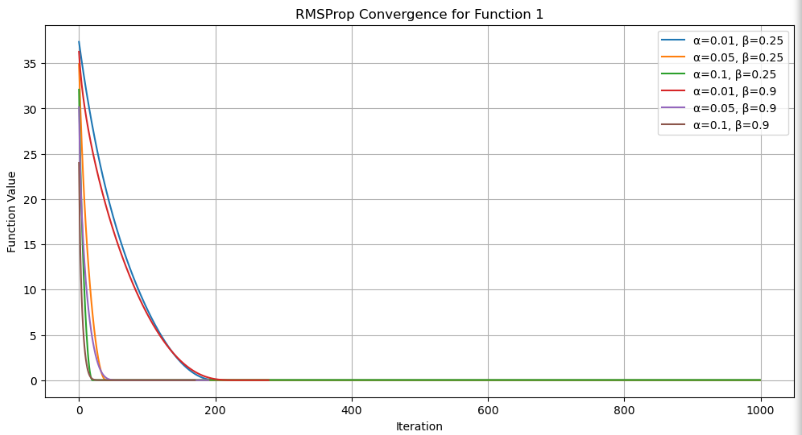 RMSProp Convergence for Function 1
α=0.01, β=0.25
α=0.05, β=0.25
α=0.1, β=0.25
α=0.01, β=0.9
α=0.05, β=0.9
α=0.1, β=0.9
Function Value
35
30
25
20
15
10
5
0
0 200 400 600 800 1000
Iteration